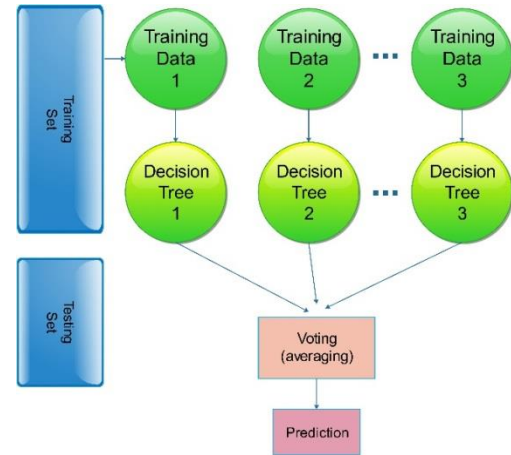 Training
Set
Training
Data
1
Training
Data
2
Training
Data
3
Decision
Tree
1
Decision
Tree
2
Decision
Tree
3
Testing
Set
Voting
(averaging)
Prediction